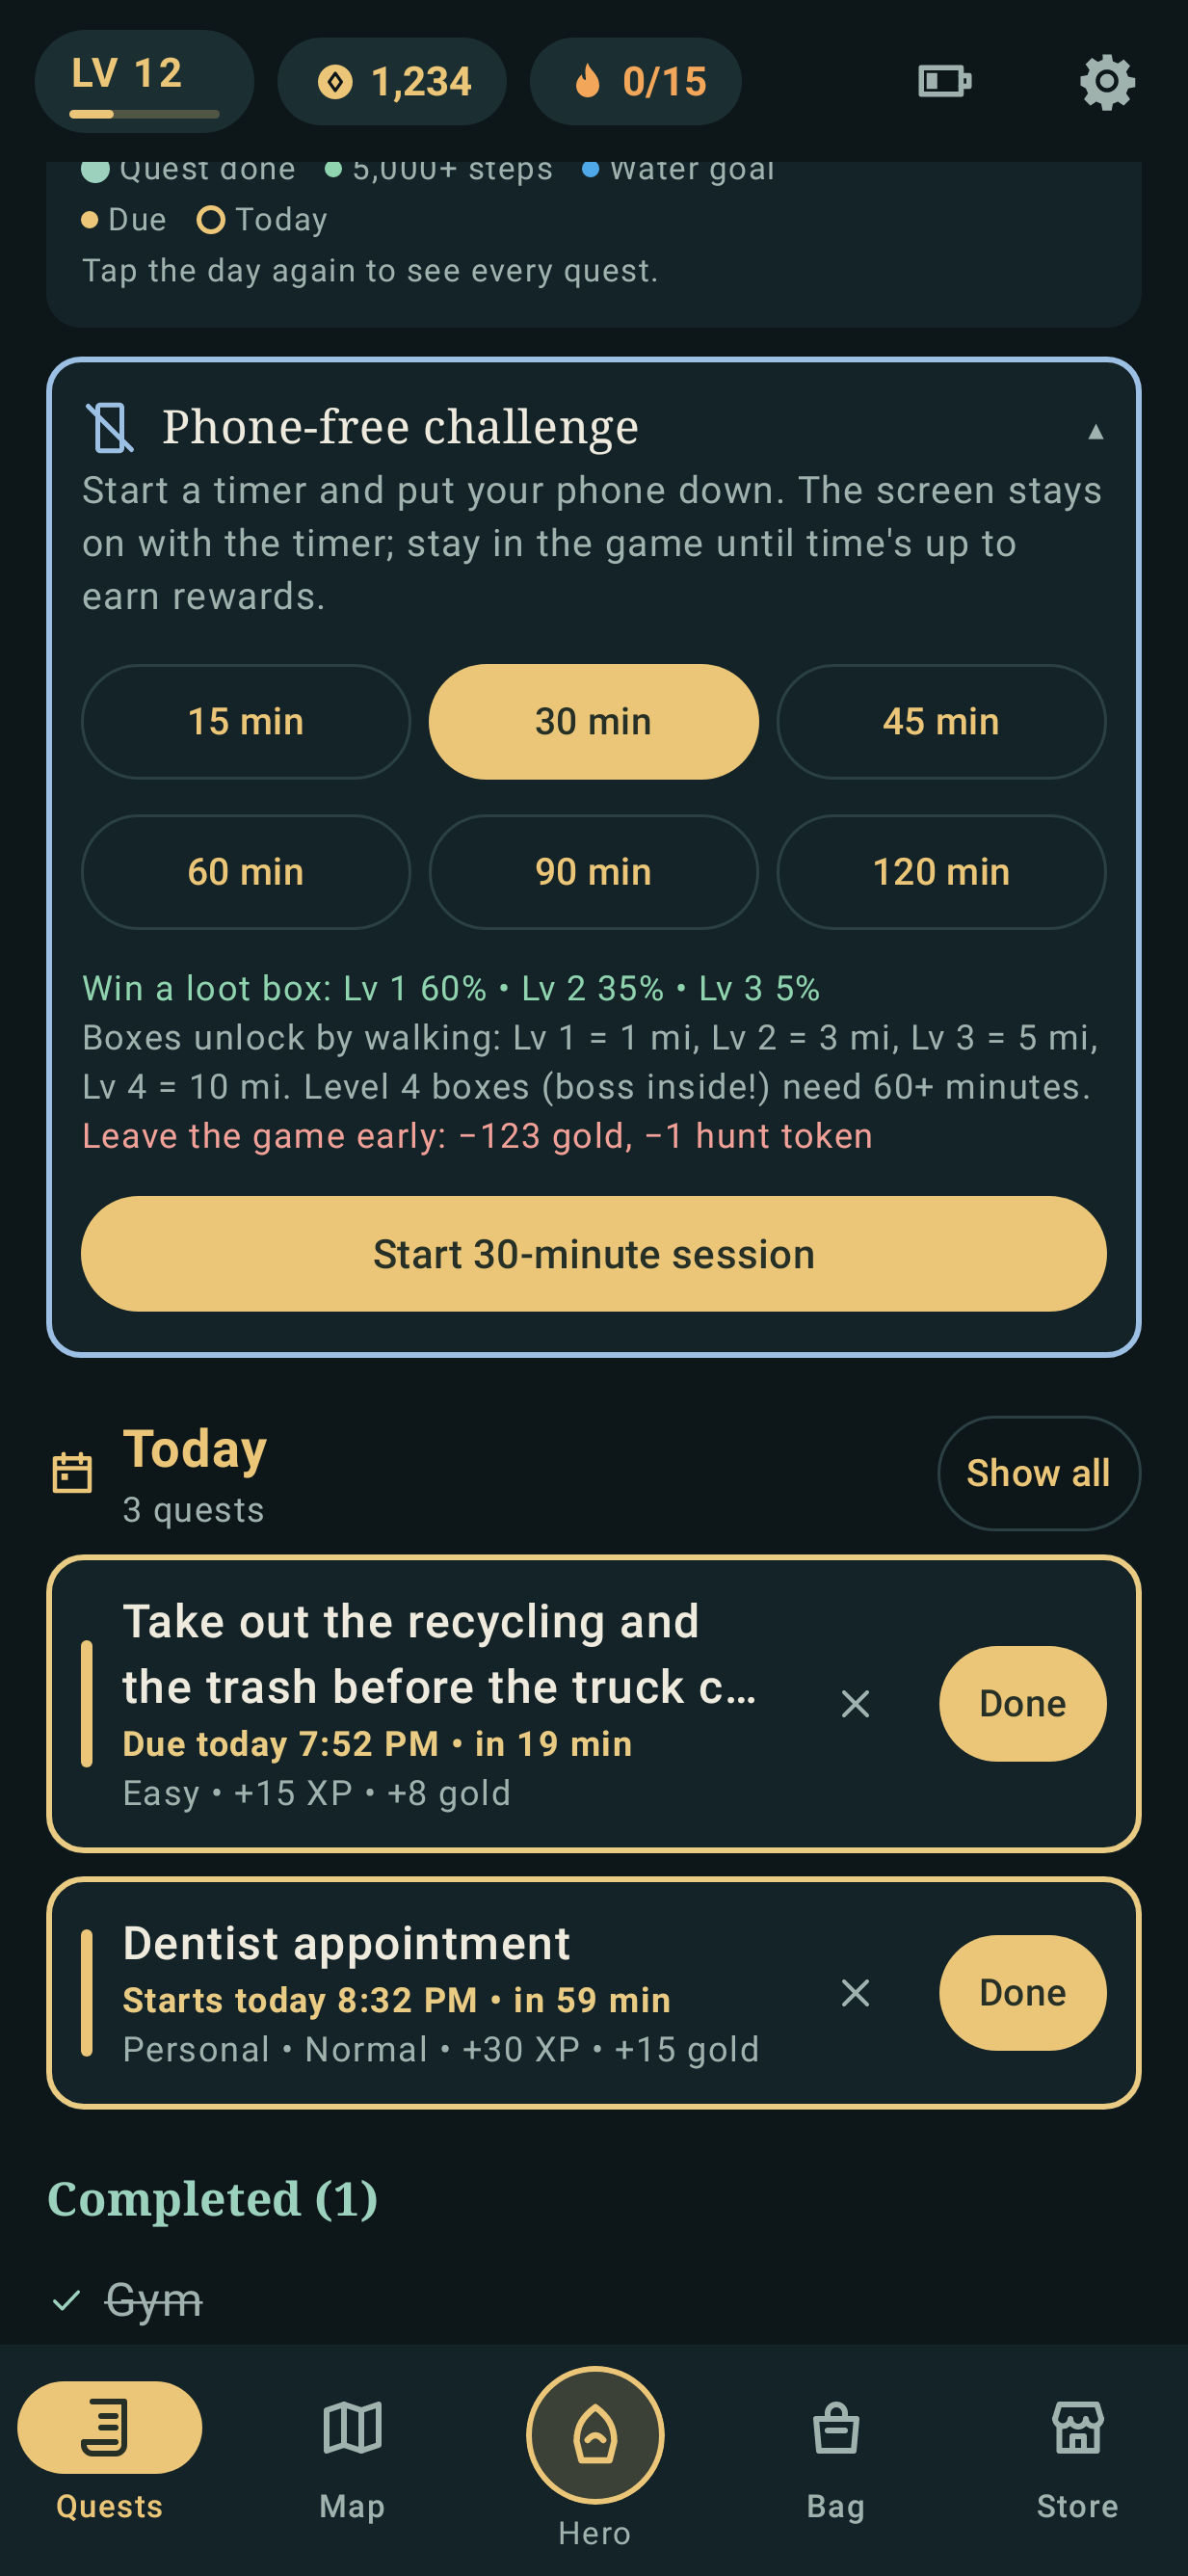 LV 12
1,234
0/15
Quest done 5,000+ steps Water goal
Due Today
Tap the day again to see every quest.
Phone-free challenge
Start a timer and put your phone down. The screen stays
on with the timer; stay in the game until time's up to
earn rewards.
15 min
30 min
45 min
60 min
90 min
120 min
Win a loot box: Lv 1 60% • Lv 2 35% • Lv 3 5%
Boxes unlock by walking: Lv 1 = 1 mi, Lv 2 = 3 mi, Lv 3 = 5 mi,
Lv 4 = 10 mi. Level 4 boxes (boss inside!) need 60+ minutes.
Leave the game early: −123 gold, −1 hunt token
Start 30-minute session
Today
3 quests
Show all
Take out the recycling and
the trash before the truck c…
Due today 7:52 PM • in 19 min
Easy • +15 XP • +8 gold
Done
Dentist appointment
Starts today 8:32 PM • in 59 min
Personal • Normal • +30 XP • +15 gold
Done
Completed (1)
Gym
Quests
Map
Hero
Bag
Store